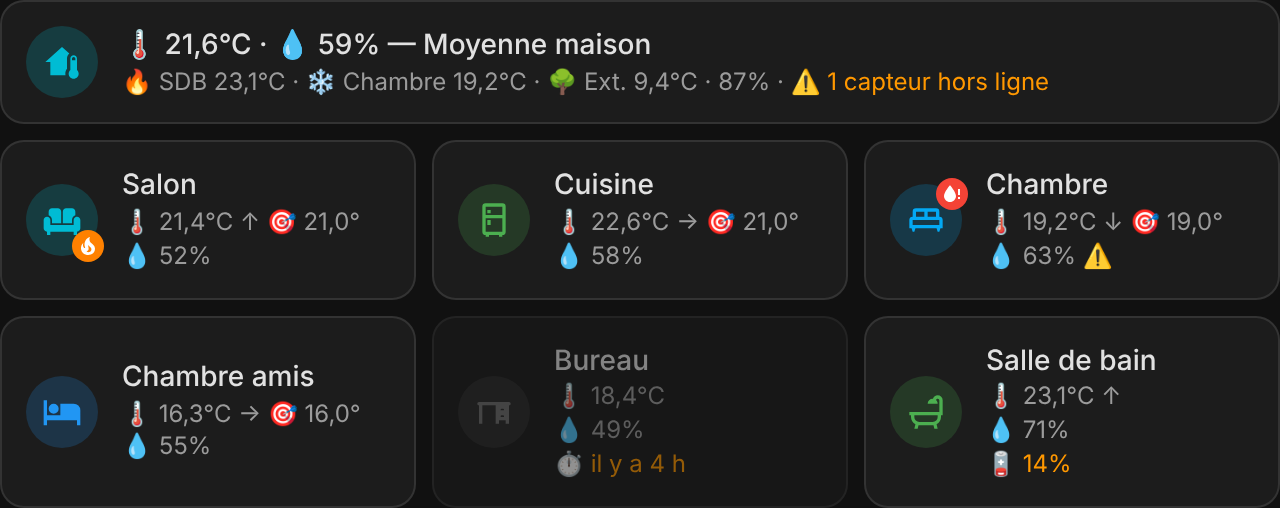 🌡️ 21,6°C · 💧 59% — Moyenne maison
🔥 SDB 23,1°C · ❄️ Chambre 19,2°C · 🌳 Ext. 9,4°C · 87% · ⚠️ 1 capteur hors ligne
Salon
🌡️ 21,4°C ↑ 🎯 21,0°
💧 52%
Cuisine
🌡️ 22,6°C → 🎯 21,0°
💧 58%
Chambre
🌡️ 19,2°C ↓ 🎯 19,0°
💧 63% ⚠️
Chambre amis
🌡️ 16,3°C → 🎯 16,0°
💧 55%
Bureau
🌡️ 18,4°C
💧 49%
⏱️ il y a 4 h
Salle de bain
🌡️ 23,1°C ↑
💧 71%
🪫 14%